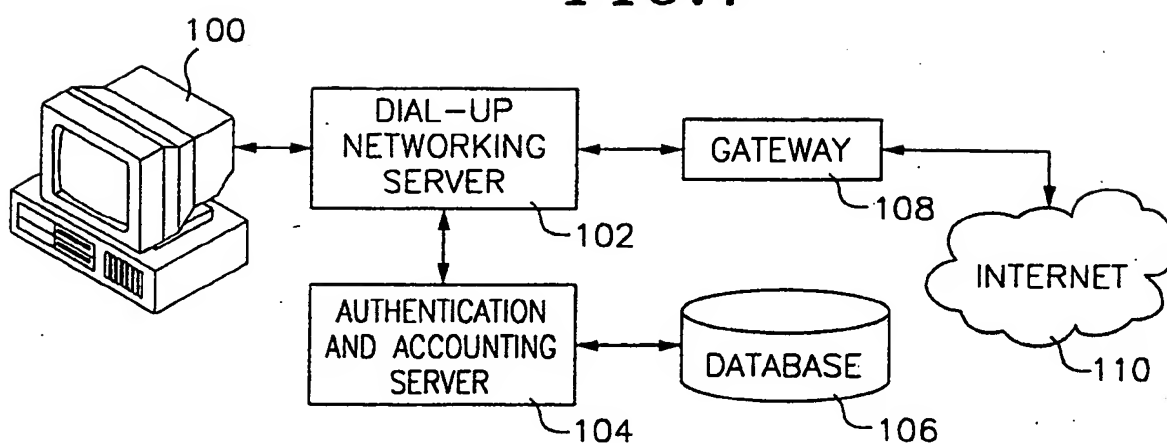 100
DIAL-UP
NETWORKING
SERVER
102
GATEWAY
108
INTERNET
110
AUTHENTICATION
AND ACCOUNTING
SERVER
104
DATABASE
106